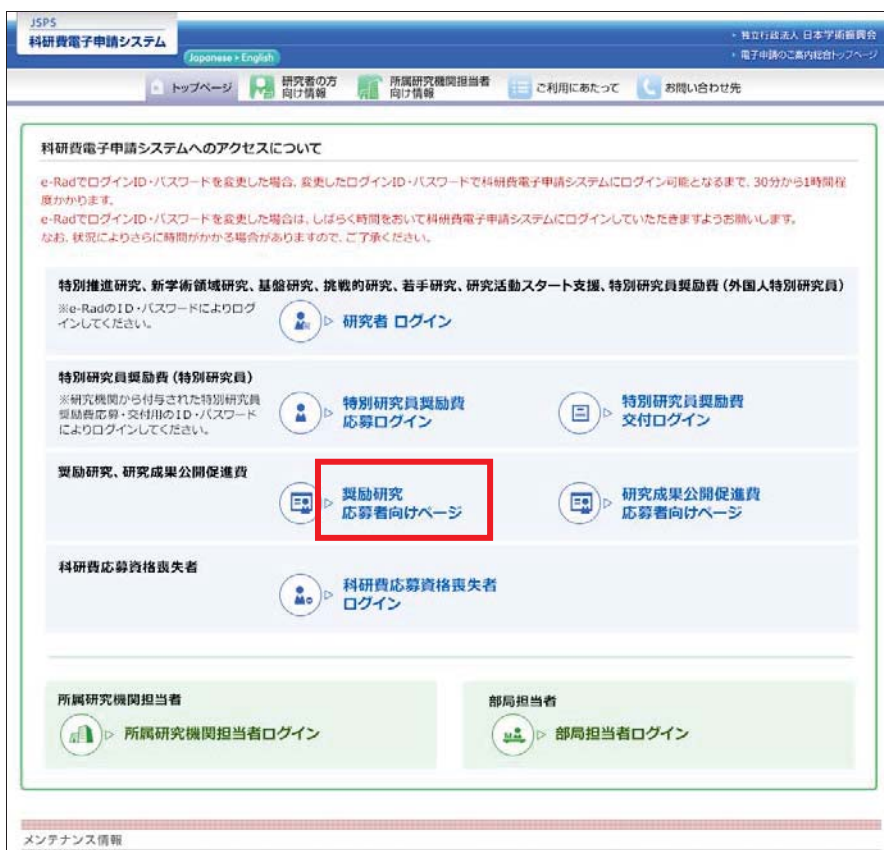 JSPS
科研費電子申請システム
Japanese ▸ English
独立行政法人 日本学術振興会
電子申請のご案内総合トップページ
トップページ
研究者の方
向け情報
所属研究機関担当者
向け情報
ご利用にあたって
お問い合わせ先
科研費電子申請システムへのアクセスについて
e-RadでログインID・パスワードを変更した場合、変更したログインID・パスワードで科研費電子申請システムにログイン可能となるまで、30分から1時間程
度かかります。
e-RadでログインID・パスワードを変更した場合は、しばらく時間をおいて科研費電子申請システムにログインしていただきますようお願いします。
なお、状況によりさらに時間がかかる場合がありますので、ご了承ください。
特別推進研究、新学術領域研究、基盤研究、挑戦的研究、若手研究、研究活動スタート支援、特別研究員奨励費(外国人特別研究員)
※e-RadのID・パスワードによりログ
インしてください。
研究者 ログイン
特別研究員奨励費(特別研究員)
※研究機関から付与された特別研究員
奨励費応募・交付用のID・パスワード
によりログインしてください。
特別研究員奨励費
応募ログイン
特別研究員奨励費
交付ログイン
奨励研究、研究成果公開促進費
奨励研究
応募者向けページ
研究成果公開促進費
応募者向けページ
科研費応募資格喪失者
科研費応募資格喪失者
ログイン
所属研究機関担当者
所属研究機関担当者ログイン
部局担当者
部局担当者ログイン
メンテナンス情報